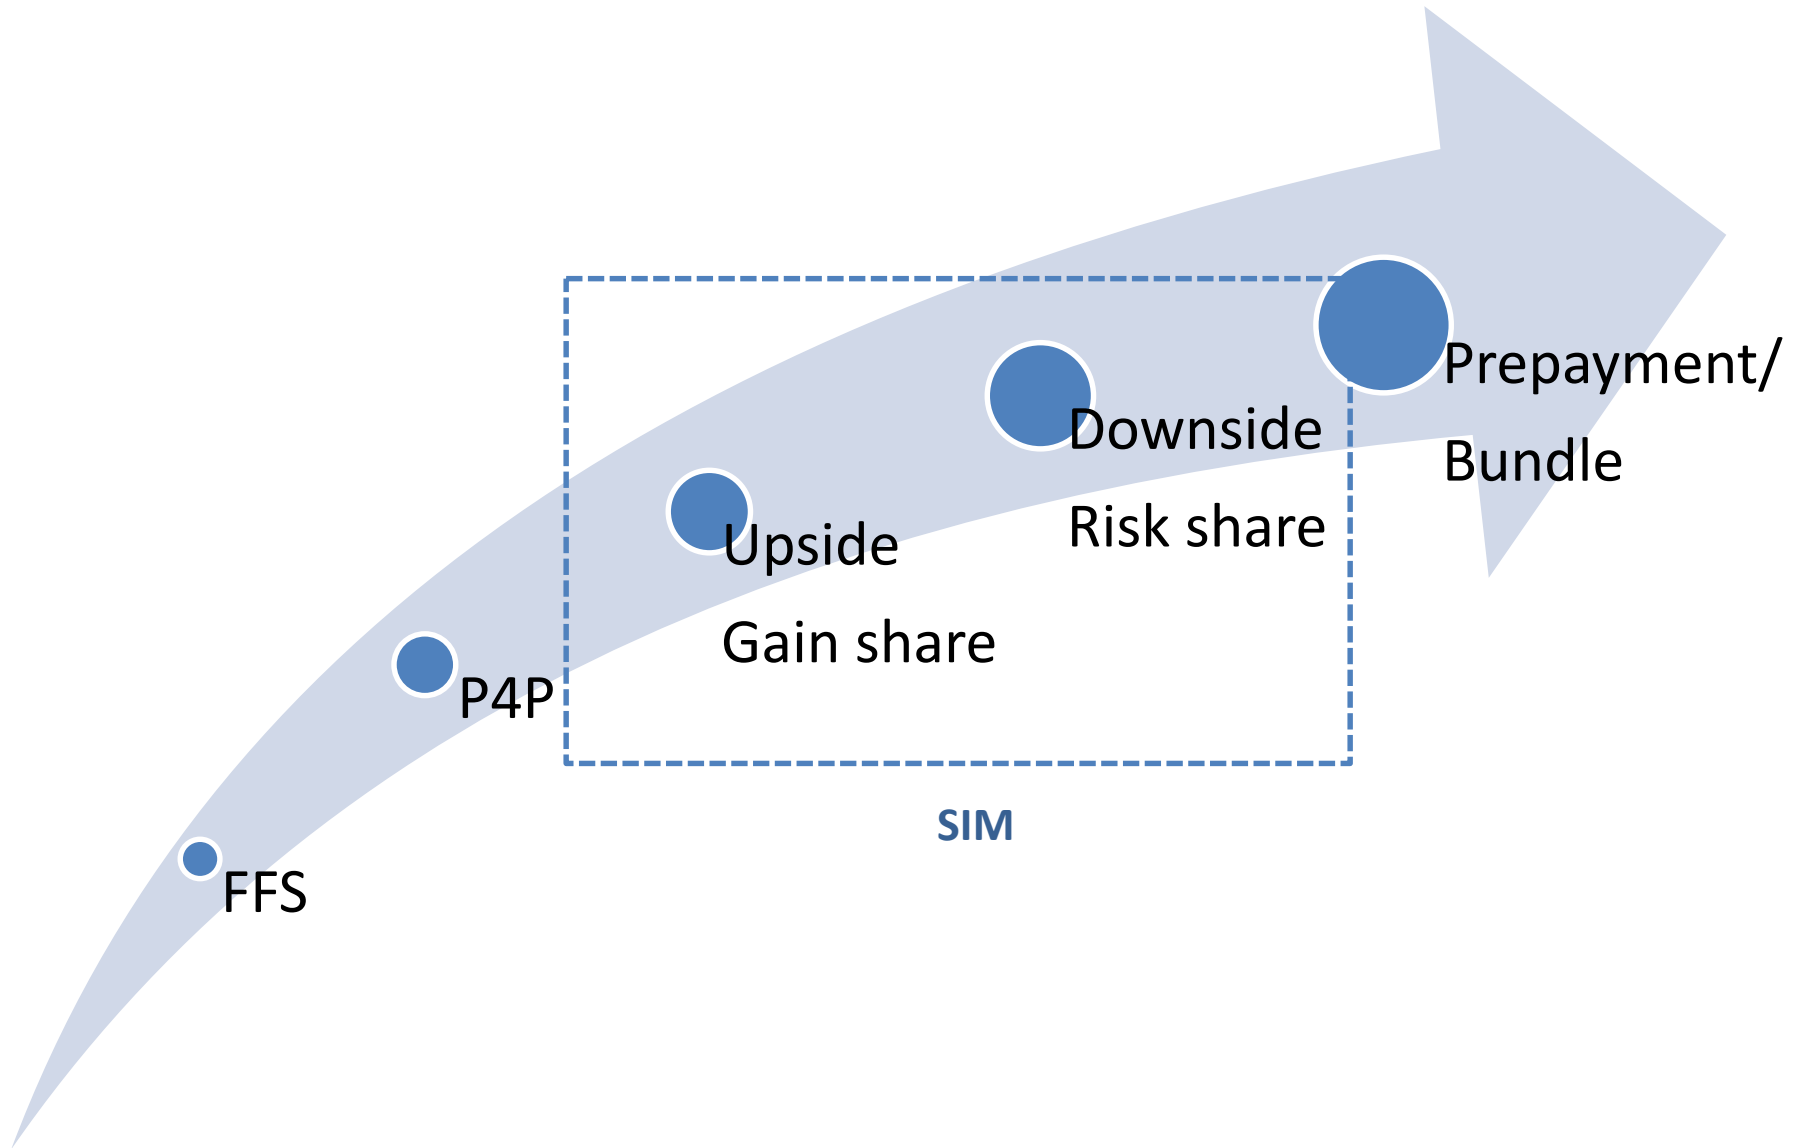 Prepayment/
Bundle
Downside
Risk share
Upside
Gain share
P4P
SIM
FFS